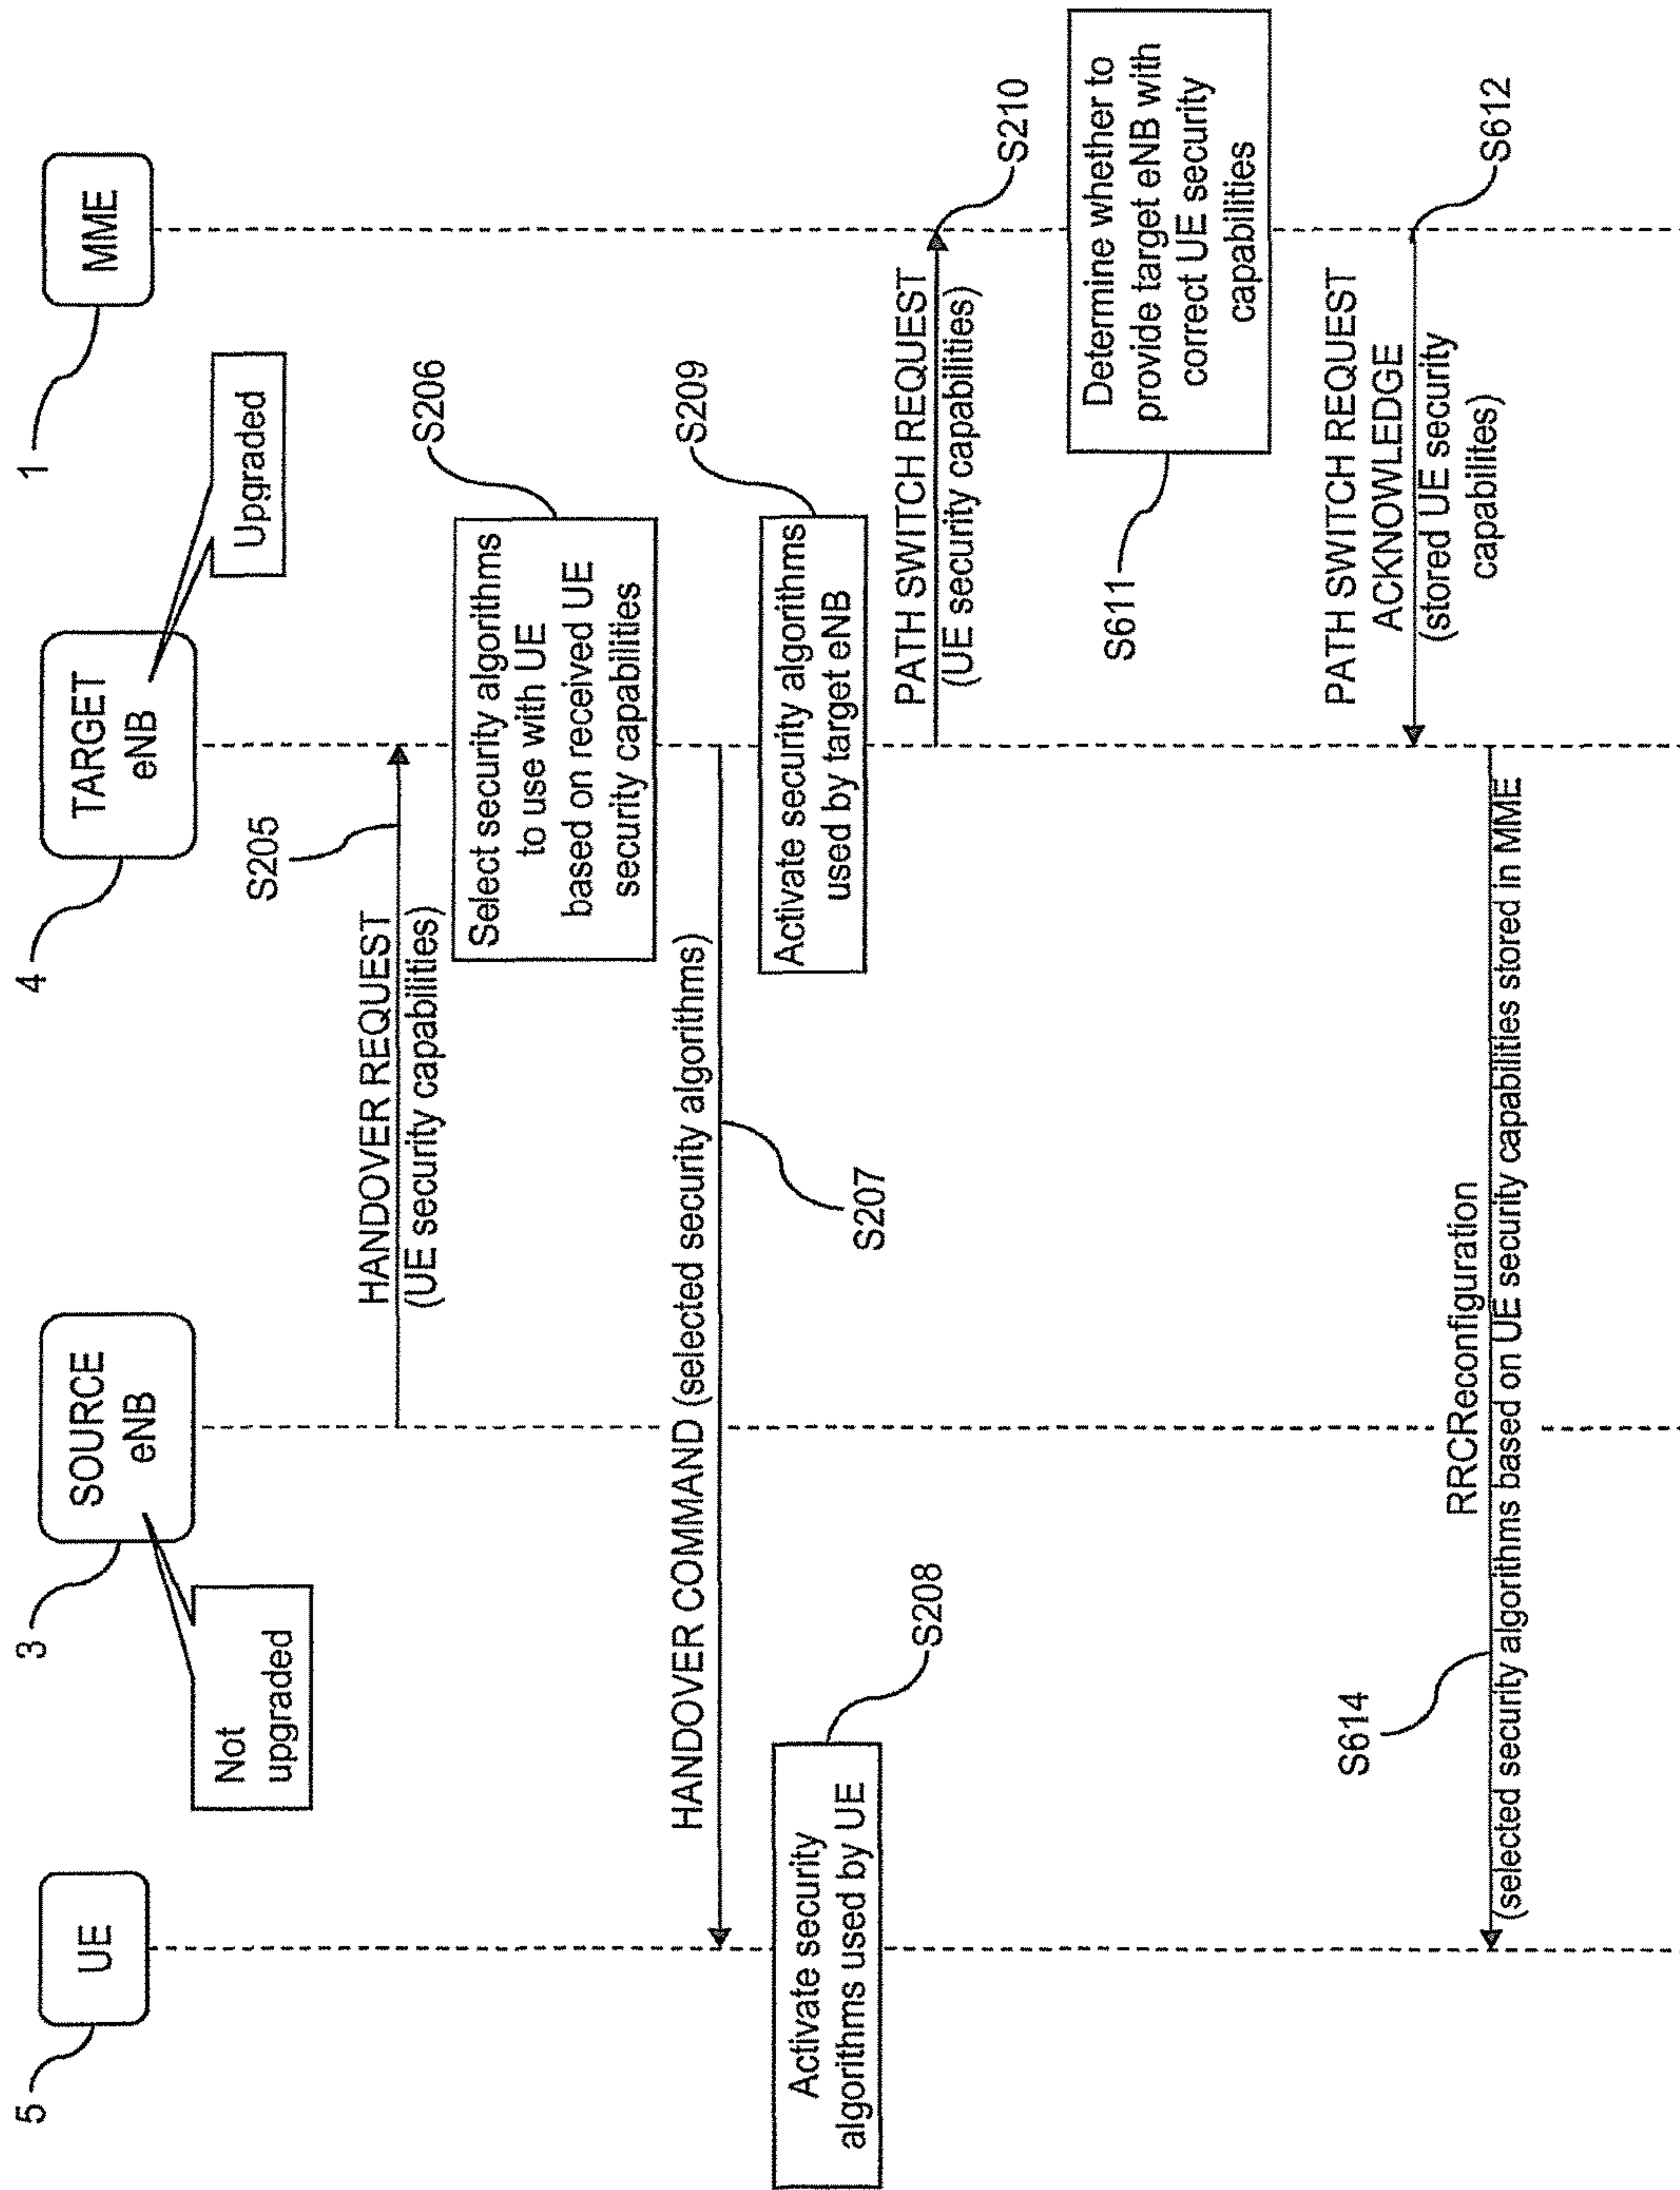 5
UE
3
SOURCE
eNB
Not
upgraded
4
TARGET
eNB
Upgraded
1
MME
S205
HANDOVER REQUEST
(UE security capabilities)
S206
Select security algorithms
to use with UE
based on received UE
security capabilities
HANDOVER COMMAND (selected security algorithms)
S207
S208
Activate security
algorithms used by UE
S209
Activate security algorithms
used by target eNB
PATH SWITCH REQUEST
(UE security capabilities)
S210
S611
Determine whether to
provide target eNB with
correct UE security
capabilities
PATH SWITCH REQUEST
ACKNOWLEDGE
(stored UE security
capabilites)
S612
RRCReconfiguration
(selected security algorithms based on UE security capabilities stored in MME
S614